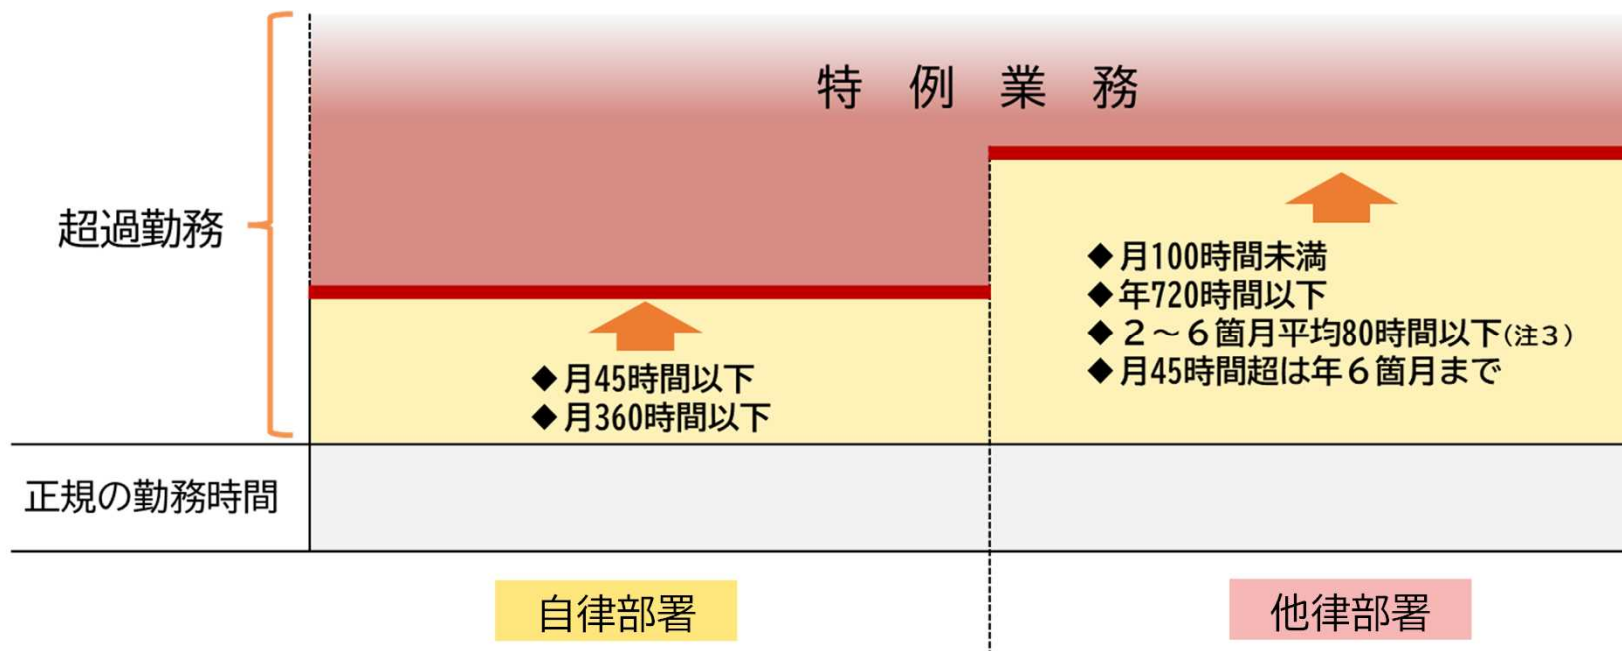 特例業務
超過勤務
◆月100時間未満
◆年720時間以下
◆２～６箇月平均80時間以下(注３)
◆月45時間超は年６箇月まで
◆月45時間以下
◆月360時間以下
正規の勤務時間
自律部署
他律部署